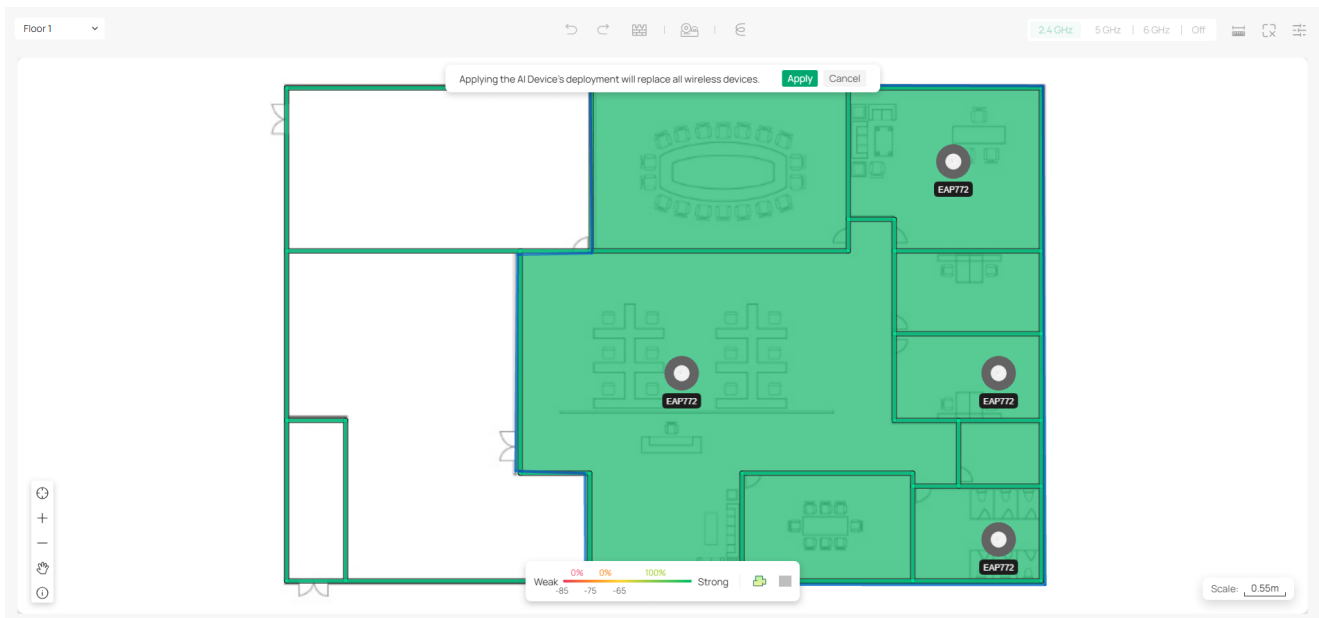 Floor 1
2.4 GHz 5 GHz 6 GHz Off
Applying the AI Device's deployment will replace all wireless devices. Apply Cancel
EAP772
EAP772
EAP772
EAP772
0% 0% 100%
Weak Strong
-85 -75 -65
Scale: 0.55m